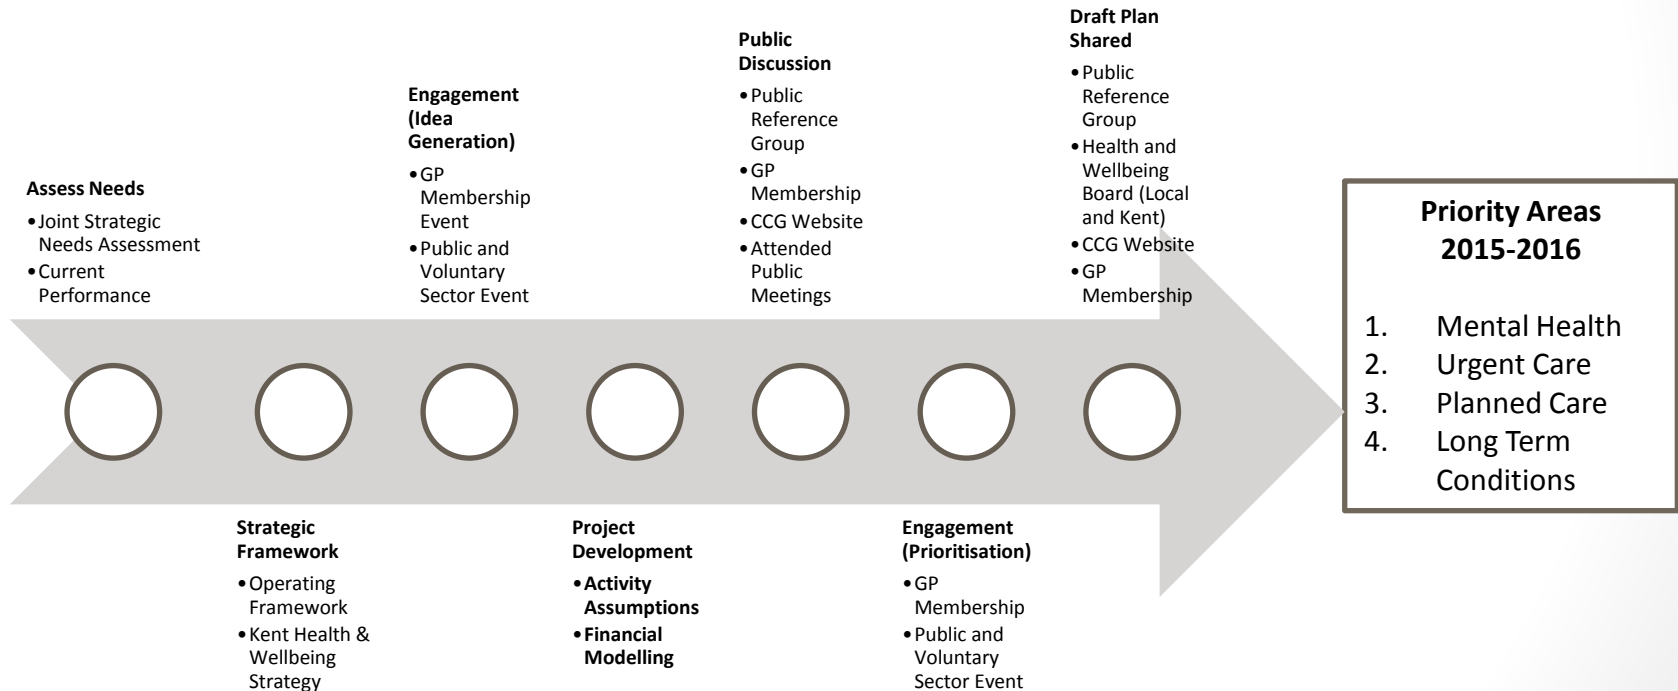 Assess Needs
•Joint Strategic
Needs Assessment
•Current
Performance
Strategic
Framework
•Operating
Framework
•Kent Health &
Wellbeing
Strategy
Engagement
(Idea
Generation)
•GP
Membership
Event
•Public and
Voluntary
Sector Event
Project
Development
•Activity
Assumptions
•Financial
Modelling
Public
Discussion
•Public
Reference
Group
•GP
Membership
•CCG Website
•Attended
Public
Meetings
Engagement
(Prioritisation)
•GP
Membership
•Public and
Voluntary
Sector Event
Draft Plan
Shared
•Public
Reference
Group
•Health and
Wellbeing
Board (Local
and Kent)
•CCG Website
•GP
Membership
Priority Areas
2015-2016
1. Mental Health
2. Urgent Care
3. Planned Care
4. Long Term
Conditions